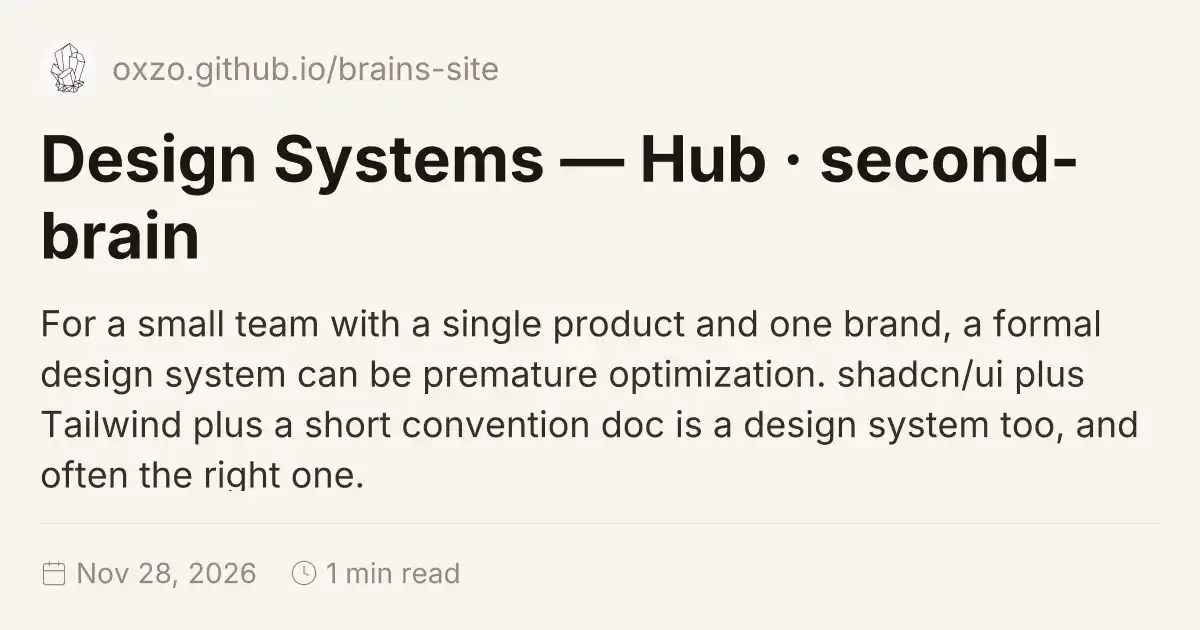 oxzo.github.io/brains-site
Design Systems — Hub · second-
brain
For a small team with a single product and one brand, a formal
design system can be premature optimization. shadcn/ui plus
Tailwind plus a short convention doc is a design system too, and
often the right one.
Nov 28, 2026
1 min read